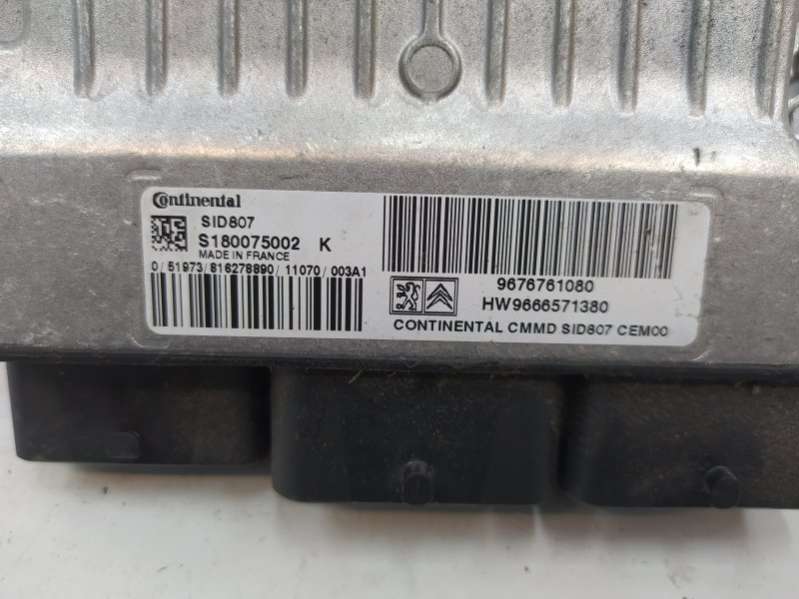 Continental
SID807
S180075002 K
MADE IN FRANCE
0/51973/816278890/11070/003A1
9676761080
HW9666571380
CONTINENTAL CMMD SID807 CEM00